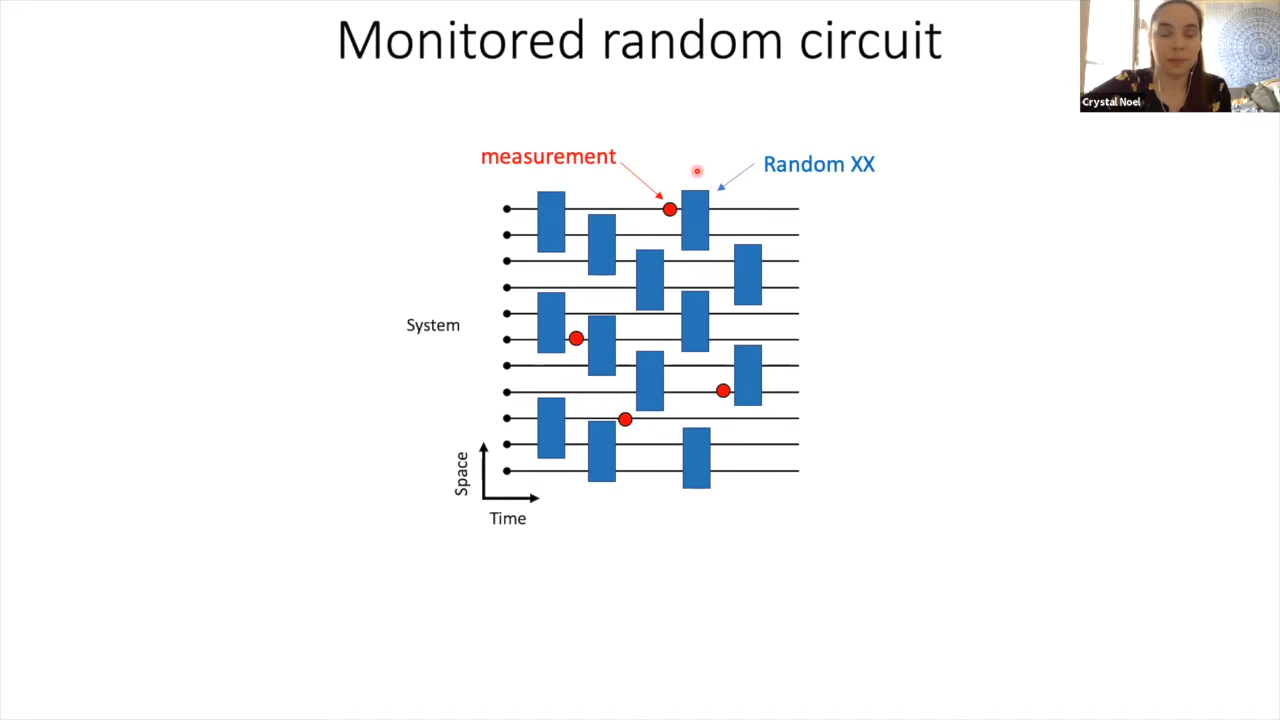 Monitored random circuit
Crystal Noel
measurement
Random XX
System
Space
Time